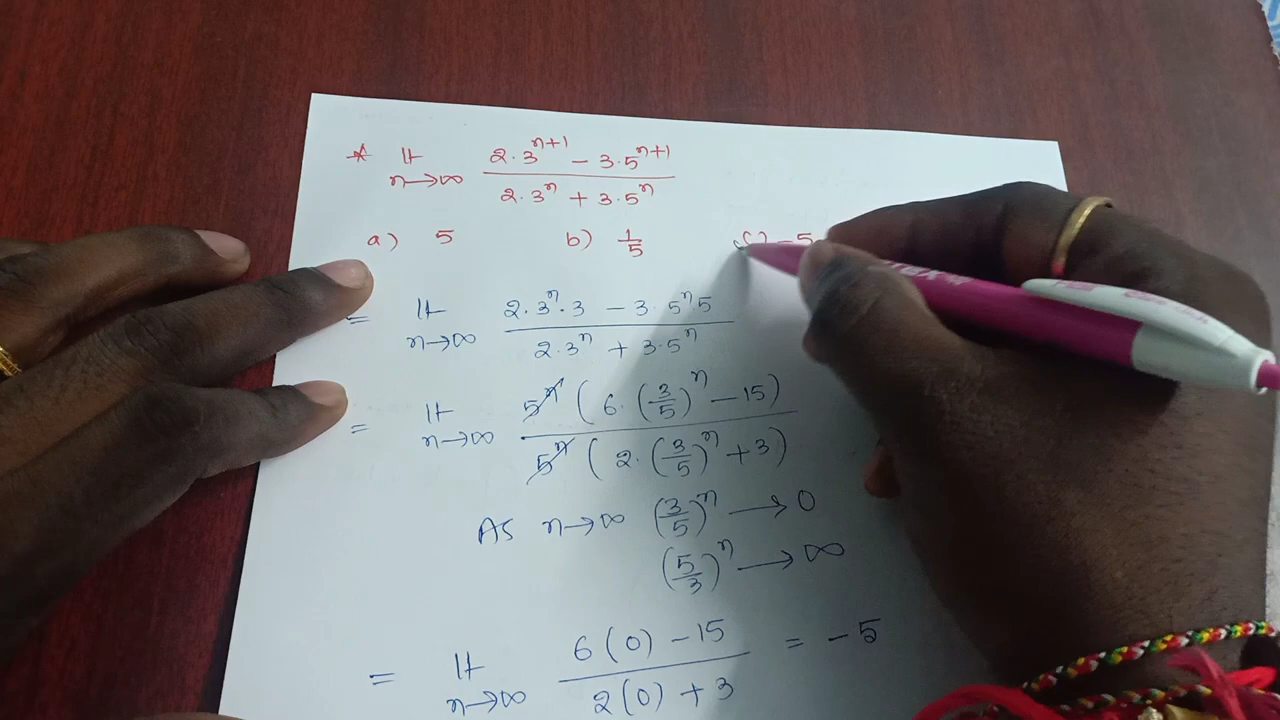 * lt n→∞ (2·3^(n+1) − 3·5^(n+1)) / (2·3^n + 3·5^n)
a) 5 b) 1/5 c) −5
= lt n→∞ (2·3^n·3 − 3·5^n 5) / (2·3^n + 3·5^n)
= lt n→∞ 5^n (6·(3/5)^n − 15) / 5^n (2·(3/5)^n + 3)
As n→∞ (3/5)^n → 0
(5/3)^n → ∞
= lt n→∞ (6(0) − 15) / (2(0) + 3) = −5